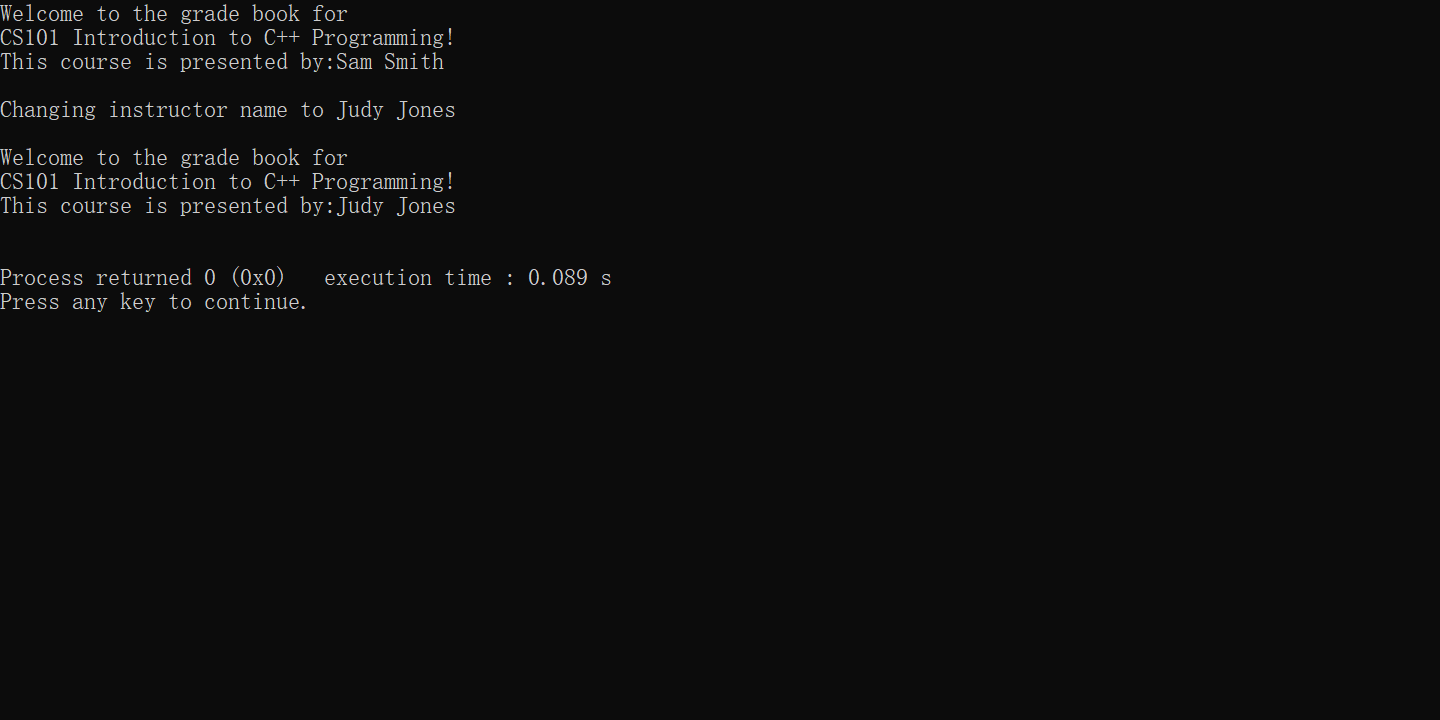 Welcome to the grade book for
CS101 Introduction to C++ Programming!
This course is presented by:Sam Smith
Changing instructor name to Judy Jones
Welcome to the grade book for
CS101 Introduction to C++ Programming!
This course is presented by:Judy Jones
Process returned 0 (0x0)   execution time : 0.089 s
Press any key to continue.